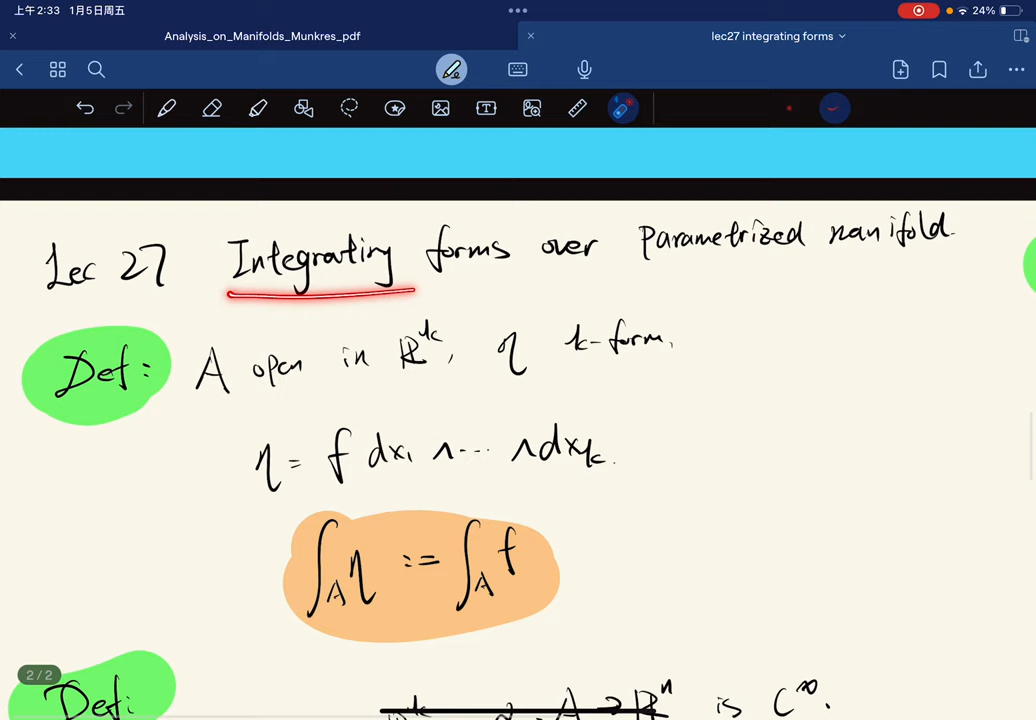 上午2:33 1月5日周五
24%
Analysis_on_Manifolds_Munkres_pdf
lec27 integrating forms
Lec 27 Integrating forms over parametrized manifold.
Def: A open in ℝᵏ, η k-form,
η = f dx₁ ∧ ... ∧ dxₖ.
∫_A η := ∫_A f
2/2
Def:
α: A → ℝⁿ is C^∞.